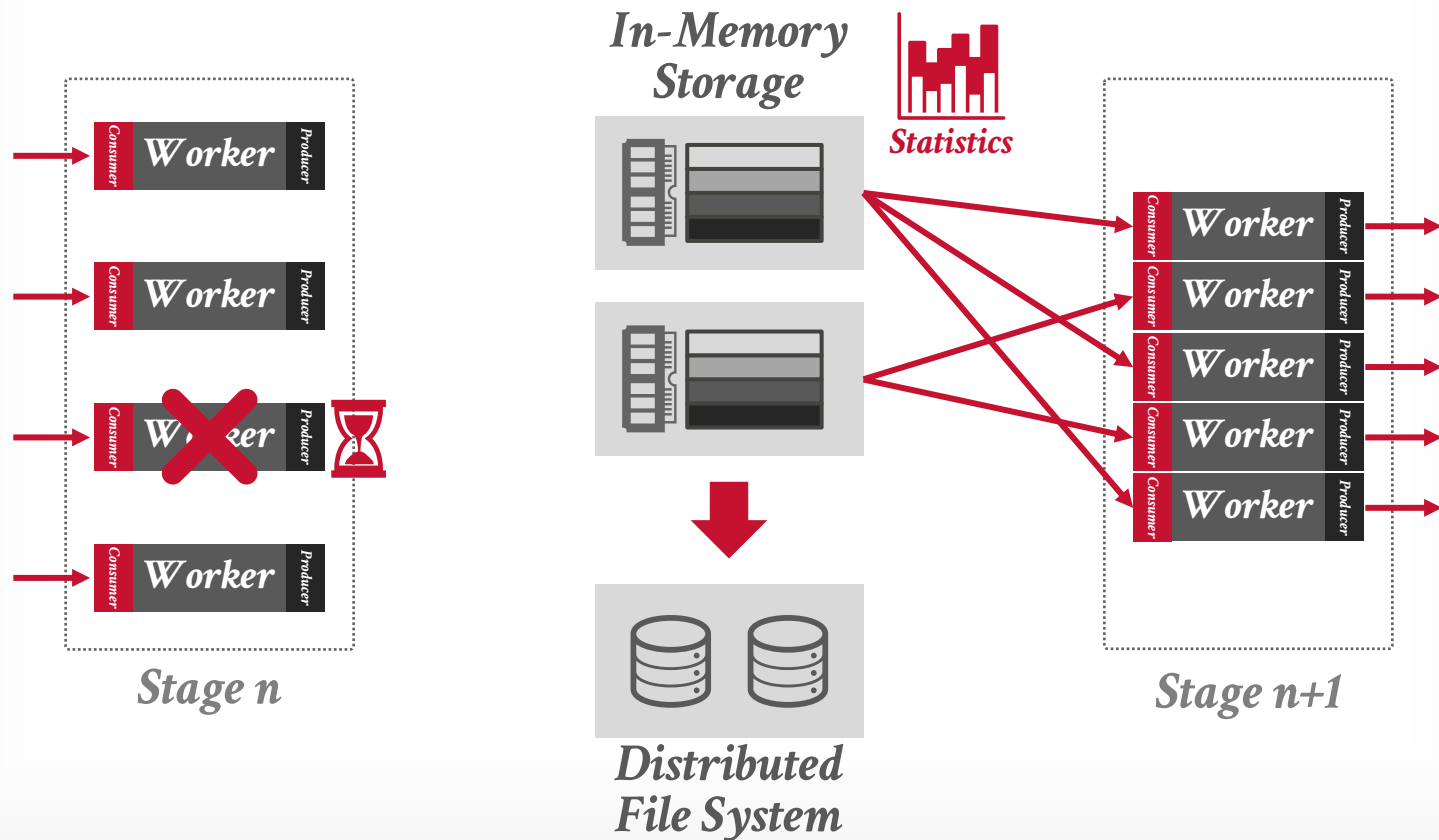 In-Memory
Storage
Statistics
Consumer
Worker
Producer
Consumer
Worker
Producer
Consumer
Worker
Producer
Consumer
Worker
Producer
Stage n
Consumer
Worker
Producer
Consumer
Worker
Producer
Consumer
Worker
Producer
Consumer
Worker
Producer
Consumer
Worker
Producer
Stage n+1
Distributed
File System